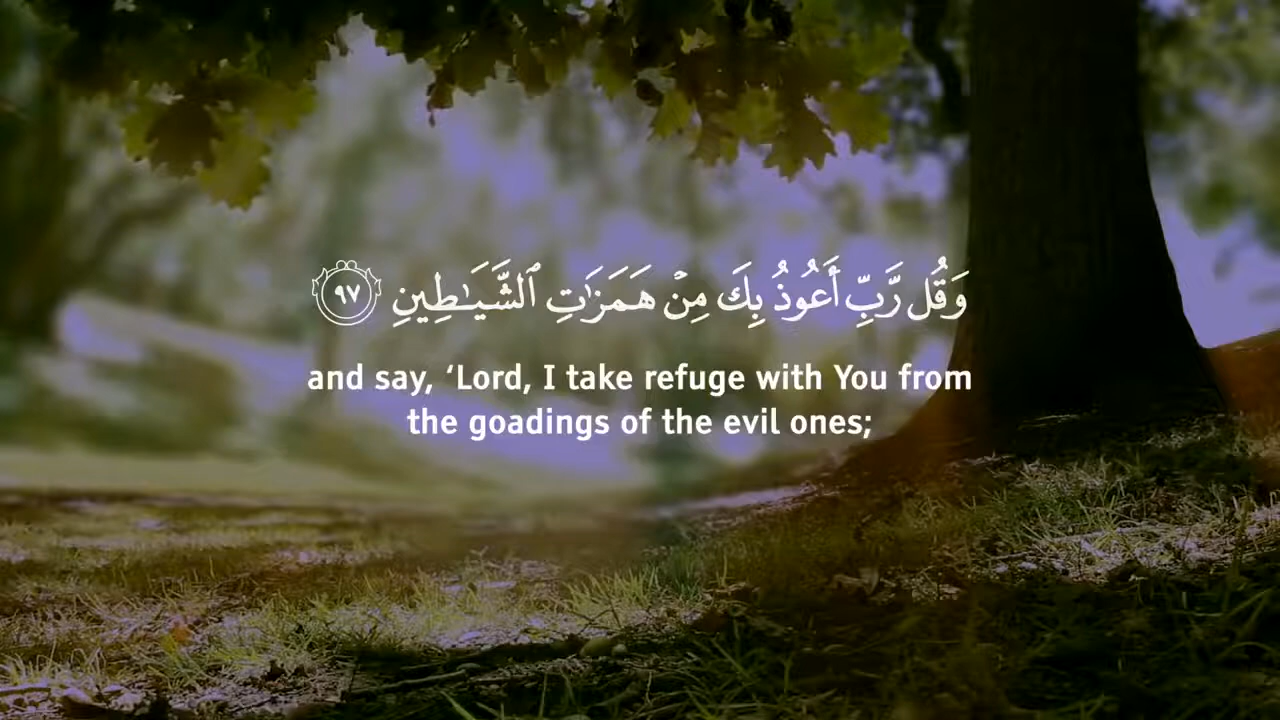 وَقُل رَّبِّ أَعُوذُ بِكَ مِنْ هَمَزَٰتِ ٱلشَّيَـٰطِينِ ٩٧
and say, ‘Lord, I take refuge with You from
the goadings of the evil ones;